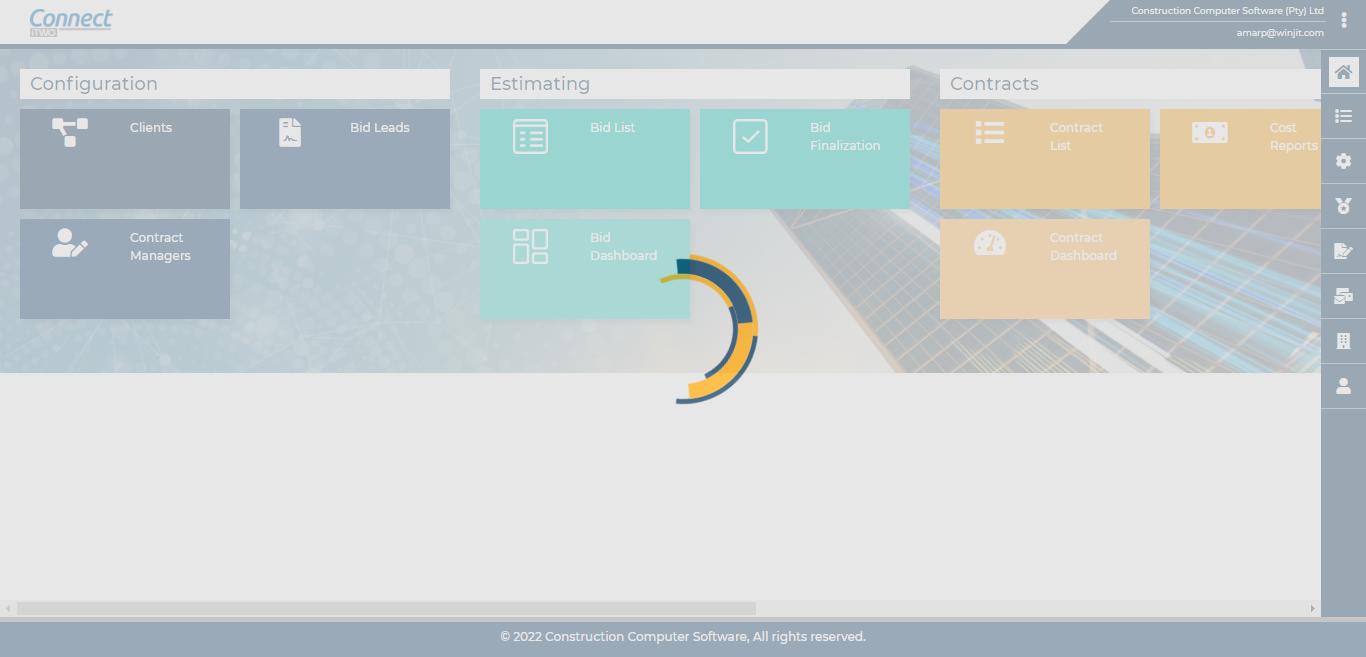 Connect
iTWO
Construction Computer Software (Pty) Ltd
amarp@winjit.com
Configuration
Clients
Bid Leads
Contract
Managers
Estimating
Bid List
Bid
Finalization
Bid
Dashboard
Contracts
Contract
List
Cost
Reports
Contract
Dashboard
© 2022 Construction Computer Software, All rights reserved.